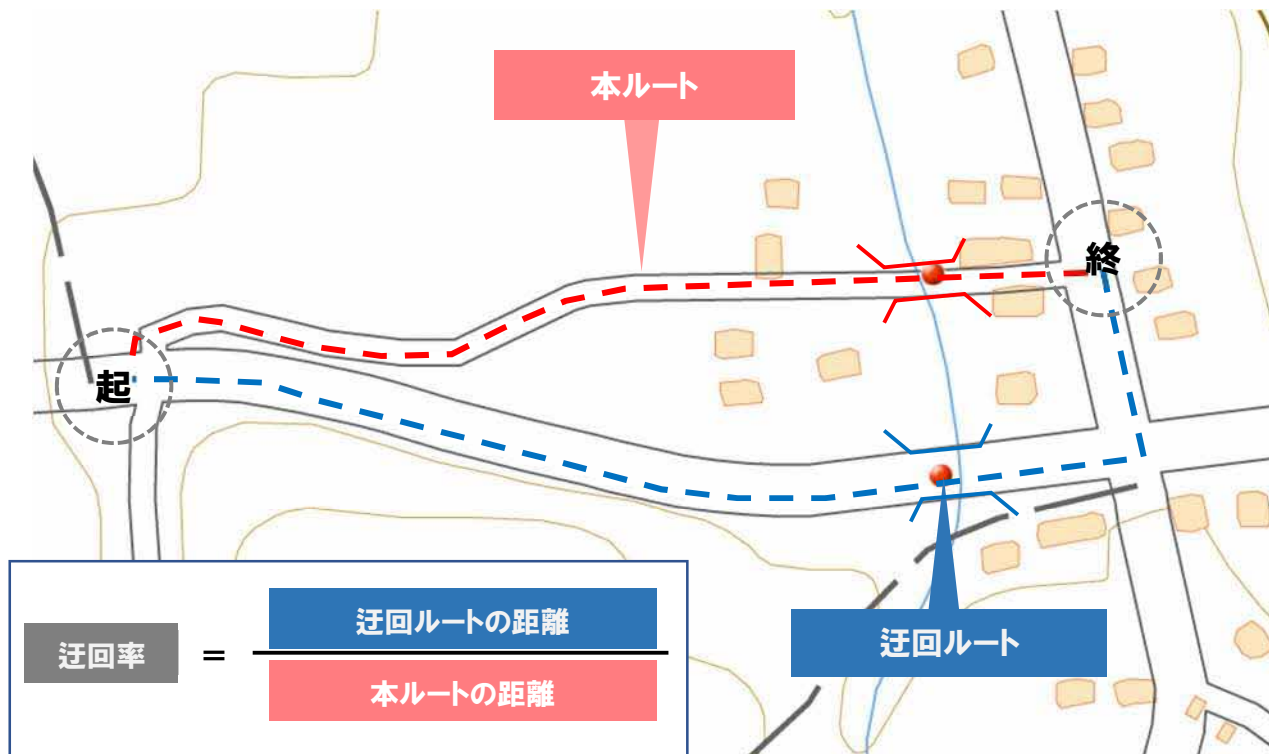 本ルート
終
起
迂回ルート
迂回率 = 迂回ルートの距離
本ルートの距離